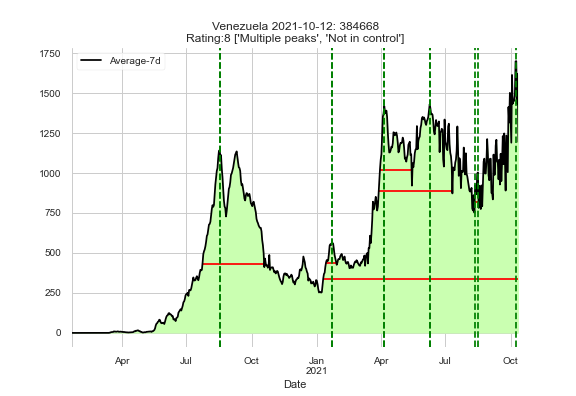 Venezuela 2021-10-12: 384668
Rating:8 ['Multiple peaks', 'Not in control']
Average-7d
1750
1500
1250
1000
750
500
250
0
Apr Jul Oct Jan Apr Jul Oct
2021
Date